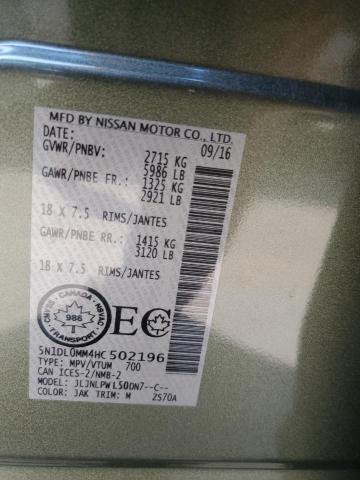 MFD BY NISSAN MOTOR CO., LTD.
DATE: 09/16
GVWR/PNBV: 2715 KG
5986 LB
GAWR/PNBE FR.: 1325 KG
2921 LB
18 X 7.5 RIMS/JANTES
GAWR/PNBE RR.: 1415 KG
3120 LB
18 X 7.5 RIMS/JANTES
CANADA
986
TRANSPORT
EC
5N1DL0MM4HC502196
TYPE: MPV/VTUM 700
CAN ICES-2/NMB-2
MODEL: JLJNLPWL50DN7--C--
COLOR: JAK TRIM: M ZS70A